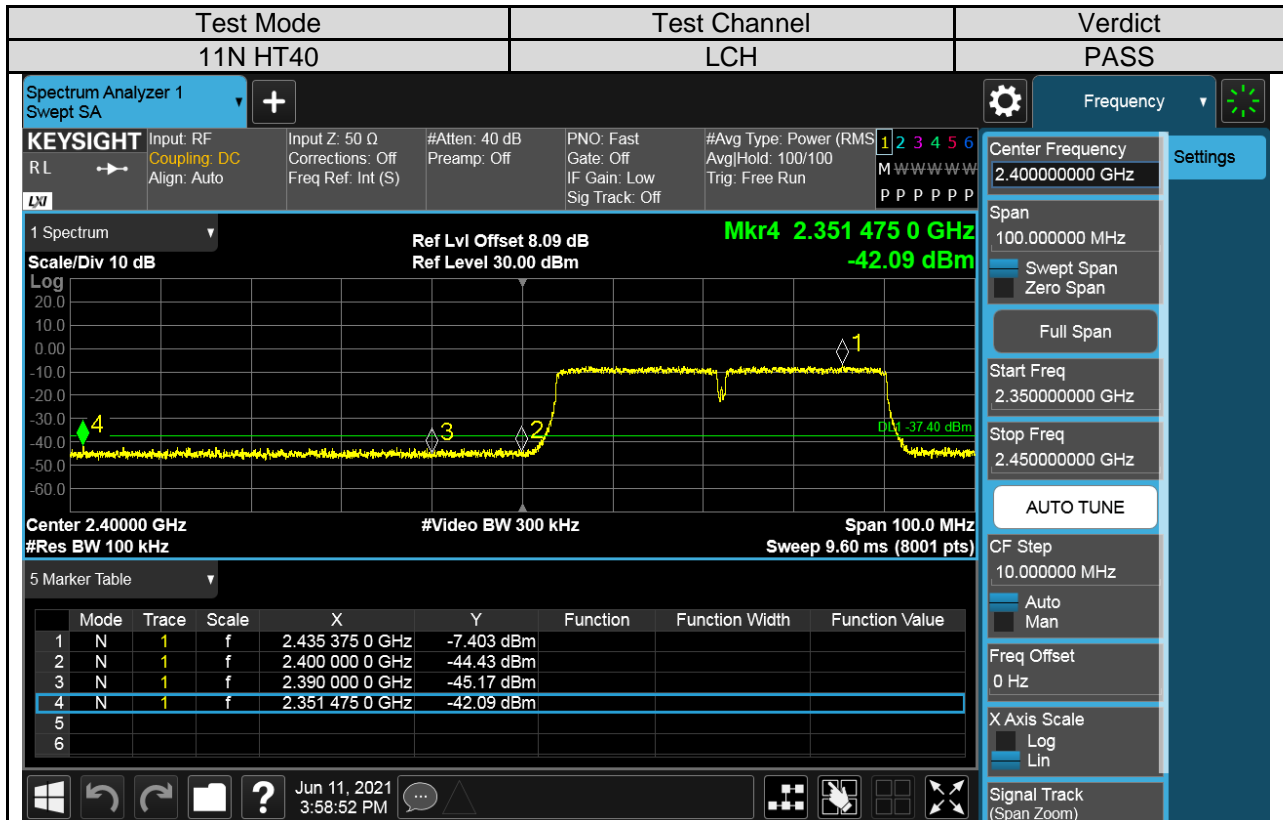 Test Mode Test Channel Verdict
11N HT40 LCH PASS
Spectrum Analyzer 1
Swept SA
+
Frequency
KEYSIGHT
RL
LXI
Input: RF
Coupling: DC
Align: Auto
Input Z: 50 Ω
Corrections: Off
Freq Ref: Int (S)
#Atten: 40 dB
Preamp: Off
PNO: Fast
Gate: Off
IF Gain: Low
Sig Track: Off
#Avg Type: Power (RMS
Avg|Hold: 100/100
Trig: Free Run
1 2 3 4 5 6
M W W W W W
P P P P P P
1 Spectrum
Scale/Div 10 dB
Ref Lvl Offset 8.09 dB
Ref Level 30.00 dBm
Mkr4 2.351 475 0 GHz
-42.09 dBm
Log
20.0
10.0
0.00
-10.0
-20.0
-30.0
-40.0
-50.0
-60.0
1
2
3
4
DL1 -37.40 dBm
Center 2.40000 GHz #Video BW 300 kHz Span 100.0 MHz
#Res BW 100 kHz Sweep 9.60 ms (8001 pts)
5 Marker Table
Mode Trace Scale X Y Function Function Width Function Value
1 N 1 f 2.435 375 0 GHz -7.403 dBm
2 N 1 f 2.400 000 0 GHz -44.43 dBm
3 N 1 f 2.390 000 0 GHz -45.17 dBm
4 N 1 f 2.351 475 0 GHz -42.09 dBm
5
6
?
Jun 11, 2021
3:58:52 PM
Center Frequency
2.400000000 GHz
Settings
Span
100.000000 MHz
Swept Span
Zero Span
Full Span
Start Freq
2.350000000 GHz
Stop Freq
2.450000000 GHz
AUTO TUNE
CF Step
10.000000 MHz
Auto
Man
Freq Offset
0 Hz
X Axis Scale
Log
Lin
Signal Track
(Span Zoom)